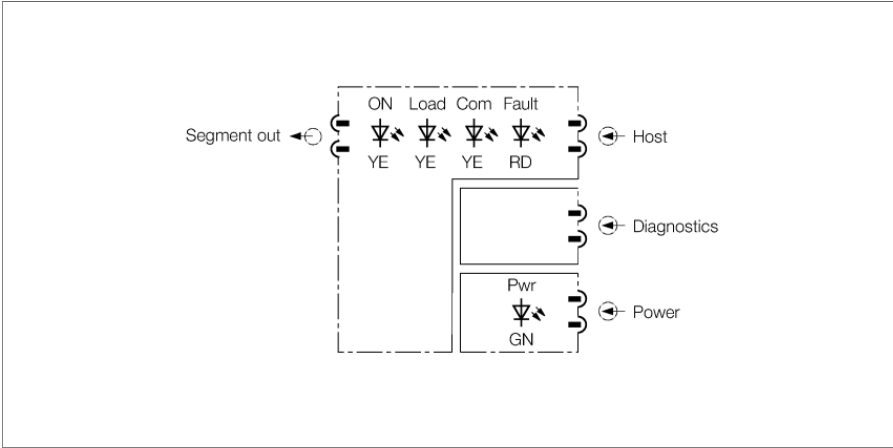 ON Load Com Fault
Segment out Host
YE YE YE RD
Diagnostics
Pwr
Power
GN